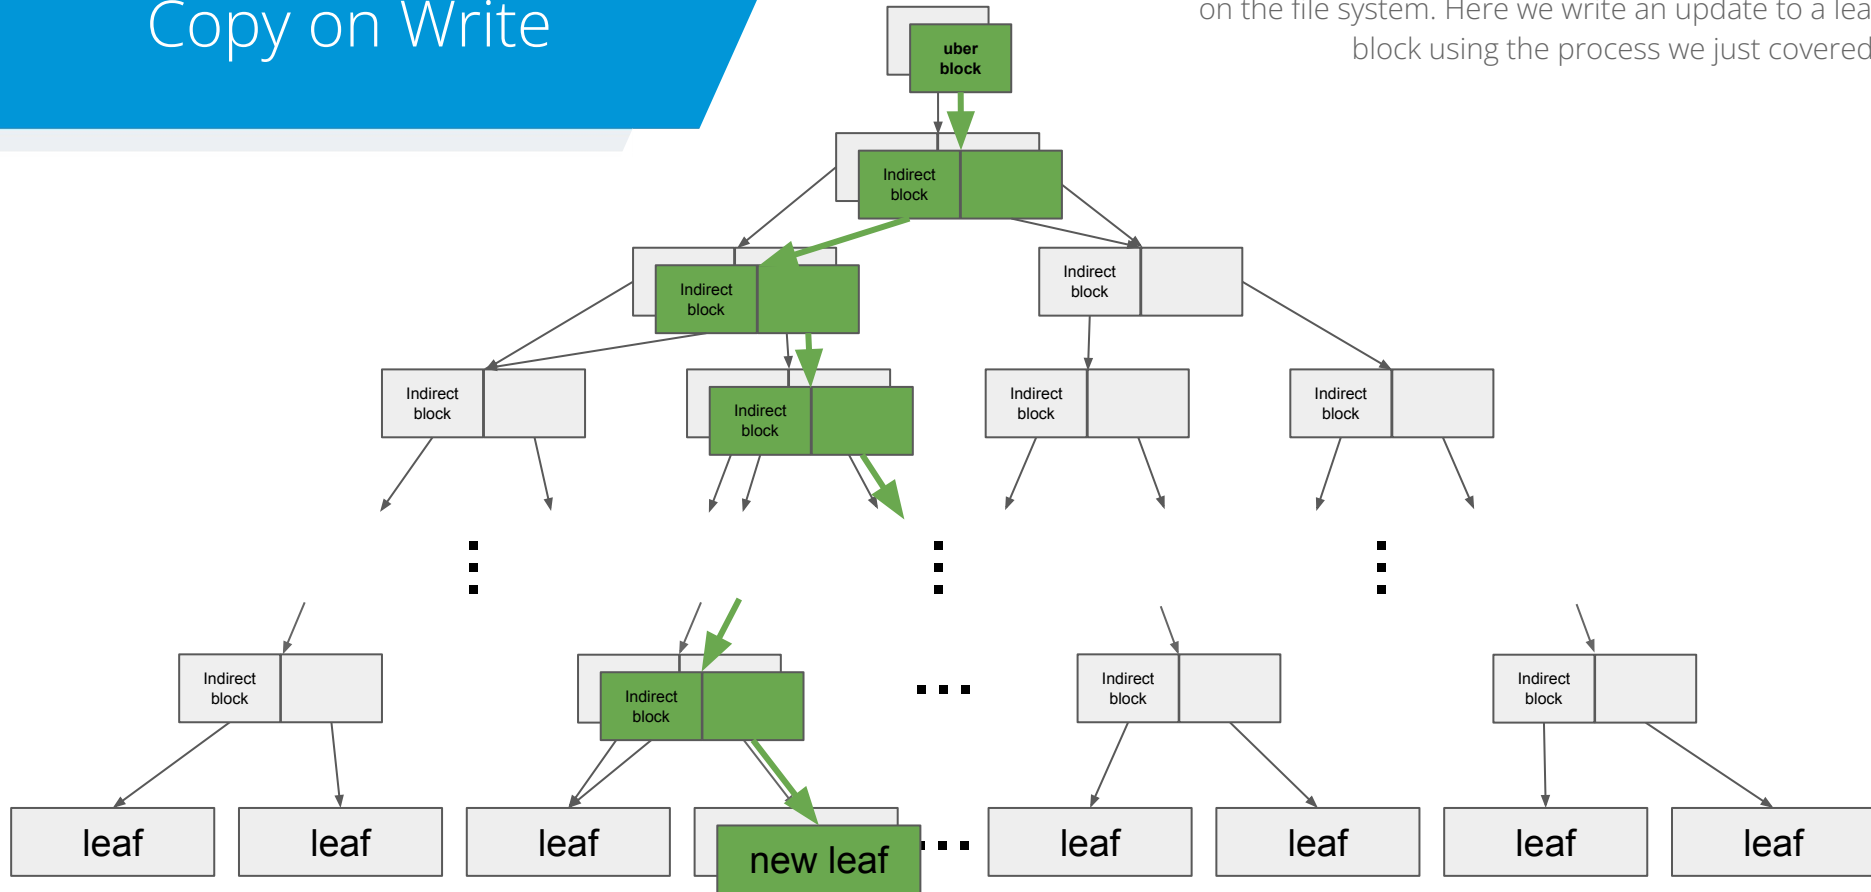 Copy on Write
on the file system. Here we write an update to a lea
block using the process we just covered
uber
block
Indirect
block
Indirect
block
Indirect
block
Indirect
block
Indirect
block
Indirect
block
Indirect
block
Indirect
block
Indirect
block
Indirect
block
Indirect
block
leaf
leaf
leaf
new leaf
leaf
leaf
leaf
leaf